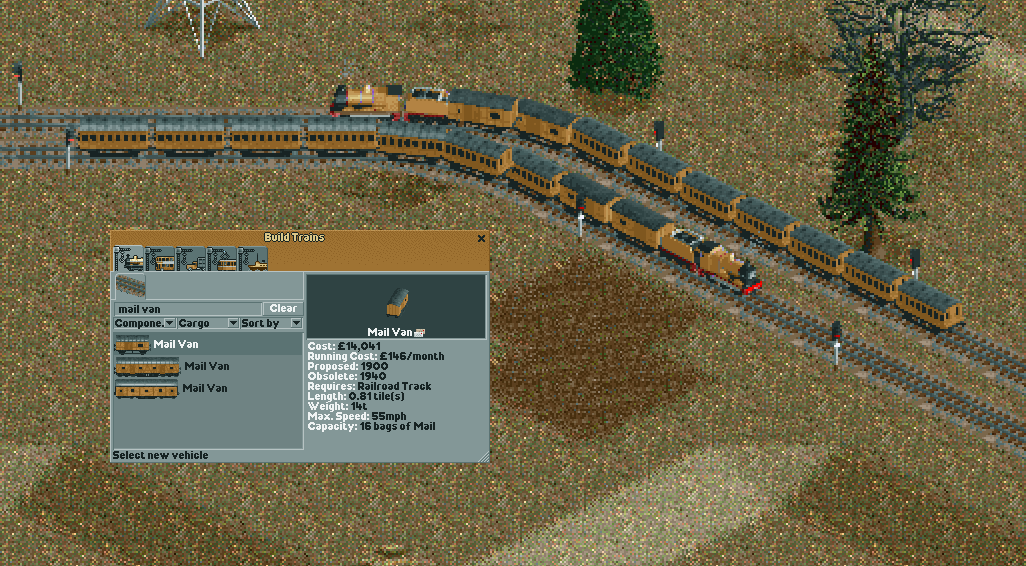 Build Trains
mail van
Clear
Compone.
Cargo
Sort by
Mail Van
Mail Van
Mail Van
Select new vehicle
Mail Van
Cost: £14,041
Running Cost: £146/month
Proposed: 1900
Obsolete: 1940
Requires: Railroad Track
Length: 0.81tile(s)
Weight: 14t
Max. Speed: 55mph
Capacity: 16 bags of Mail